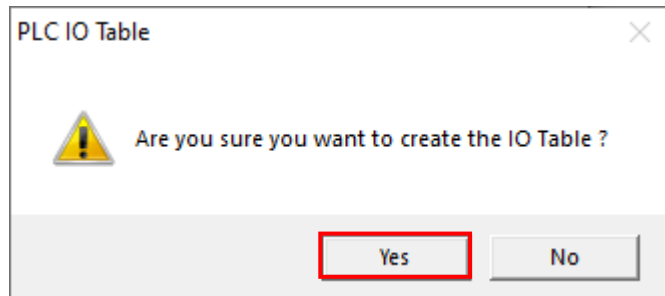 PLC IO Table
Are you sure you want to create the IO Table ?
Yes
No